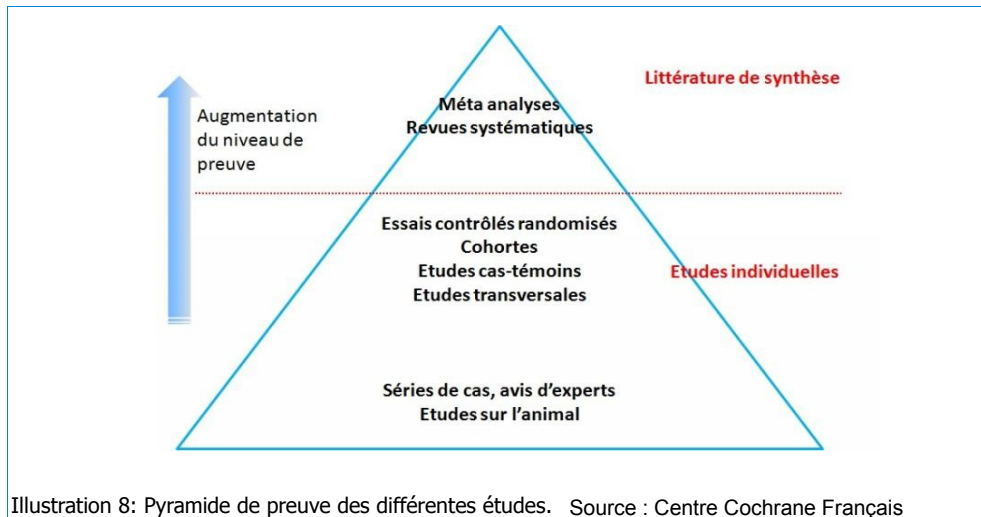 Littérature de synthèse
Méta analyses
Revues systématiques
Augmentation
du niveau de
preuve
Essais contrôlés randomisés
Cohortes
Etudes cas-témoins
Etudes transversales
Etudes individuelles
Séries de cas, avis d’experts
Etudes sur l’animal
Illustration 8: Pyramide de preuve des différentes études. Source : Centre Cochrane Français